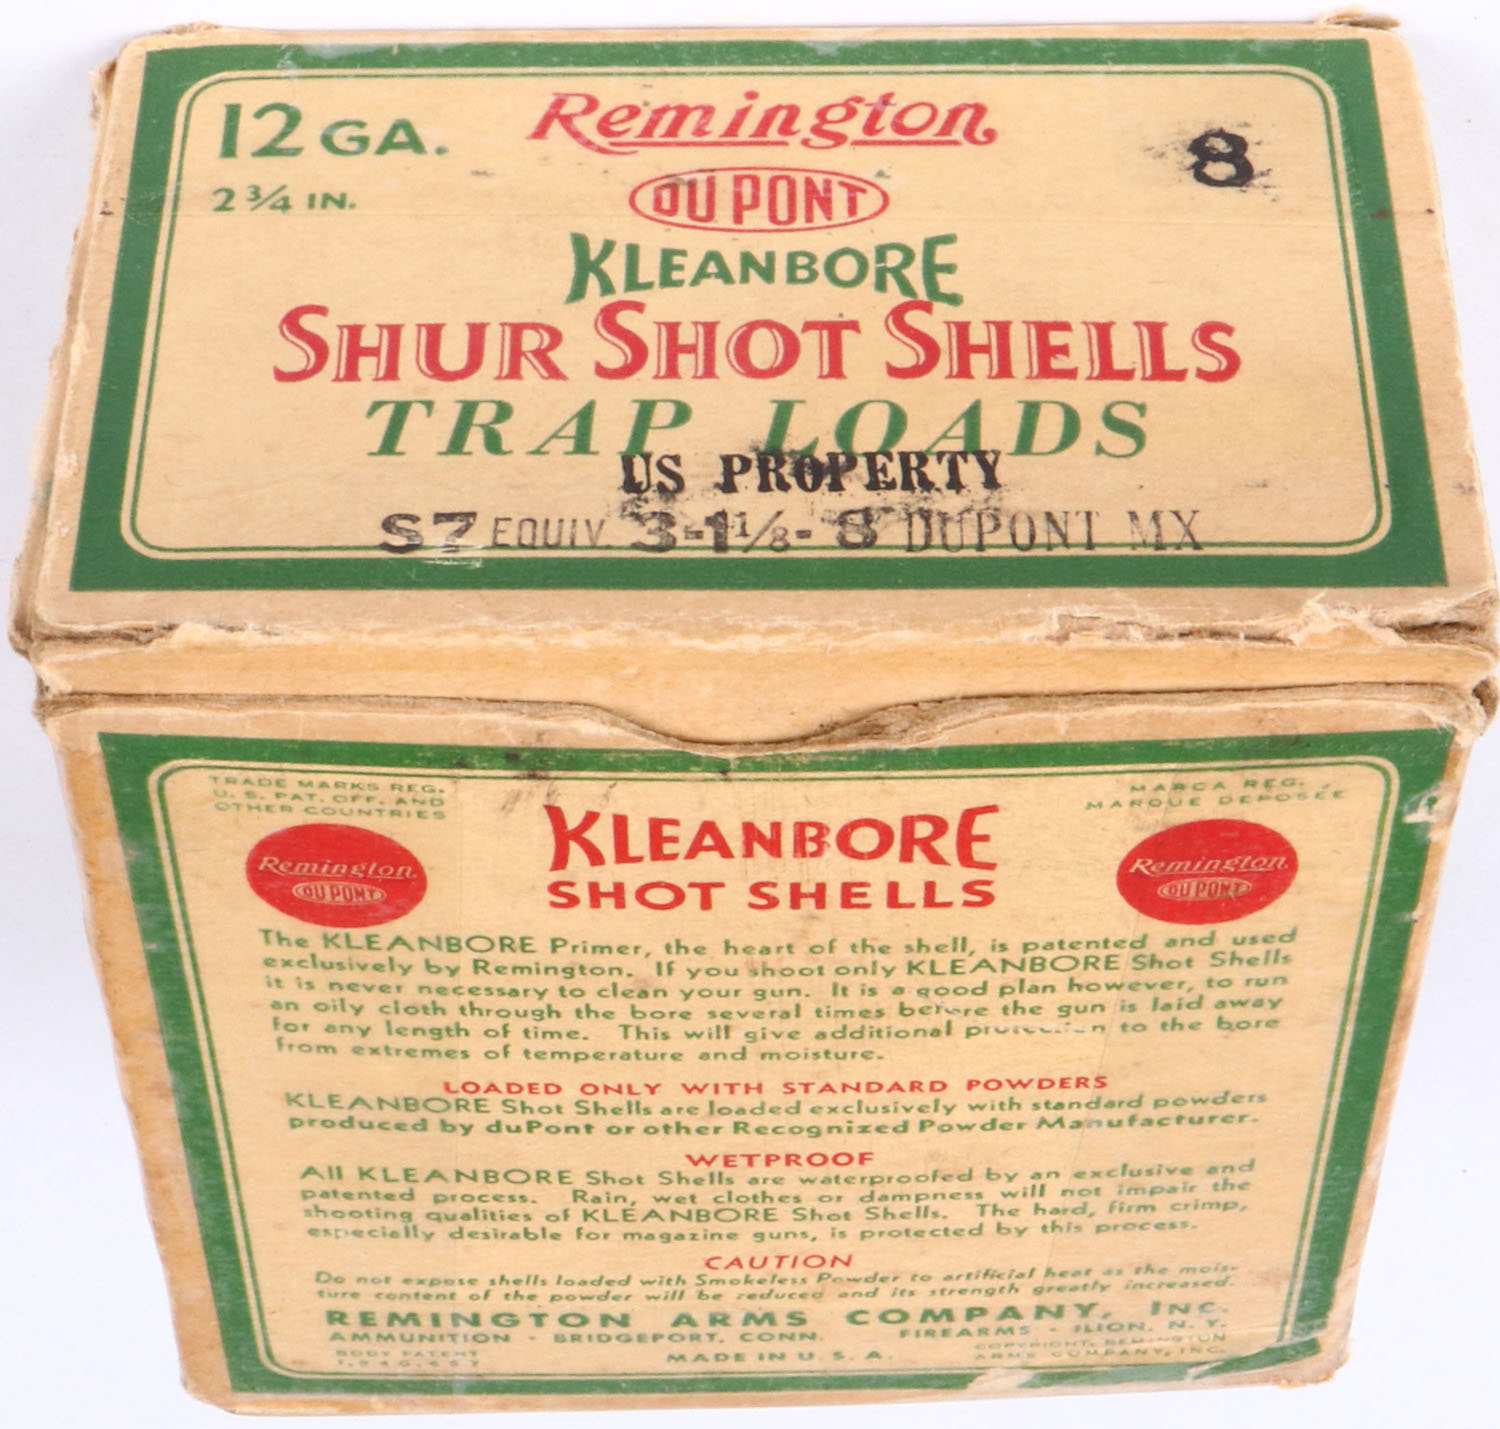 12 GA.
2 3/4 IN.
Remington
8
DU PONT
KLEANBORE
SHUR SHOT SHELLS
TRAP LOADS
US PROPERTY
S7 EQUIV. 3-1 1/8-8 DUPONT MX
TRADE MARKS REG.
U. S. PAT. OFF. AND
OTHER COUNTRIES
MARCA REG.
MARQUE DEPOSÉE
Remington
DU PONT
KLEANBORE
SHOT SHELLS
Remington
DU PONT
The KLEANBORE Primer, the heart of the shell, is patented and used
exclusively by Remington. If you shoot only KLEANBORE Shot Shells
it is never necessary to clean your gun. It is a good plan however, to run
an oily cloth through the bore several times before the gun is laid away
for any length of time. This will give additional protection to the bore
from extremes of temperature and moisture.
LOADED ONLY WITH STANDARD POWDERS
KLEANBORE Shot Shells are loaded exclusively with standard powders
produced by duPont or other Recognized Powder Manufacturer.
WETPROOF
All KLEANBORE Shot Shells are waterproofed by an exclusive and
patented process. Rain, wet clothes or dampness will not impair the
shooting qualities of KLEANBORE Shot Shells. The hard, firm crimp,
especially desirable for magazine guns, is protected by this process.
CAUTION
Do not expose shells loaded with Smokeless Powder to artificial heat as the mois-
ture content of the powder will be reduced and its strength greatly increased.
REMINGTON ARMS COMPANY, INC.
AMMUNITION - BRIDGEPORT, CONN. FIREARMS - ILION, N. Y.
BODY PATENT
1,940,657
MADE IN U. S. A.
COPYRIGHT, REMINGTON
ARMS COMPANY, INC.